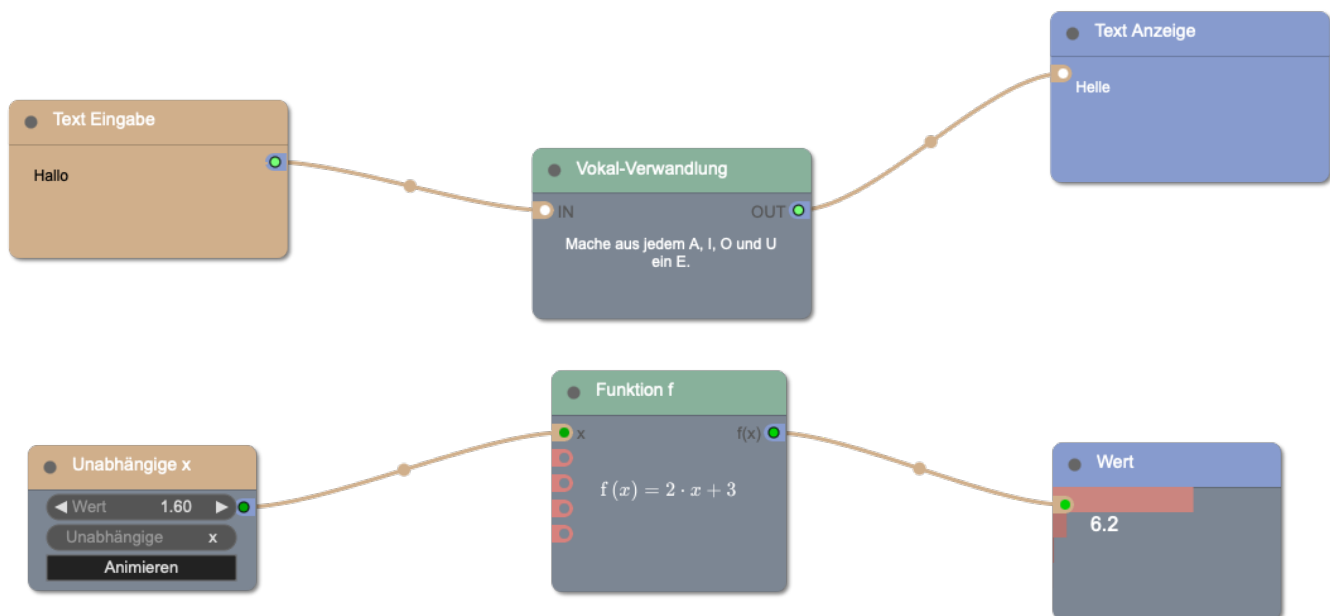 Text Anzeige
Helle
Text Eingabe
Hallo
Vokal-Verwandlung
IN
OUT
Mache aus jedem A, I, O und U
ein E.
Funktion f
x
f(x)
f (x) = 2 · x + 3
Unabhängige x
Wert 1.60
Unabhängige x
Animieren
Wert
6.2